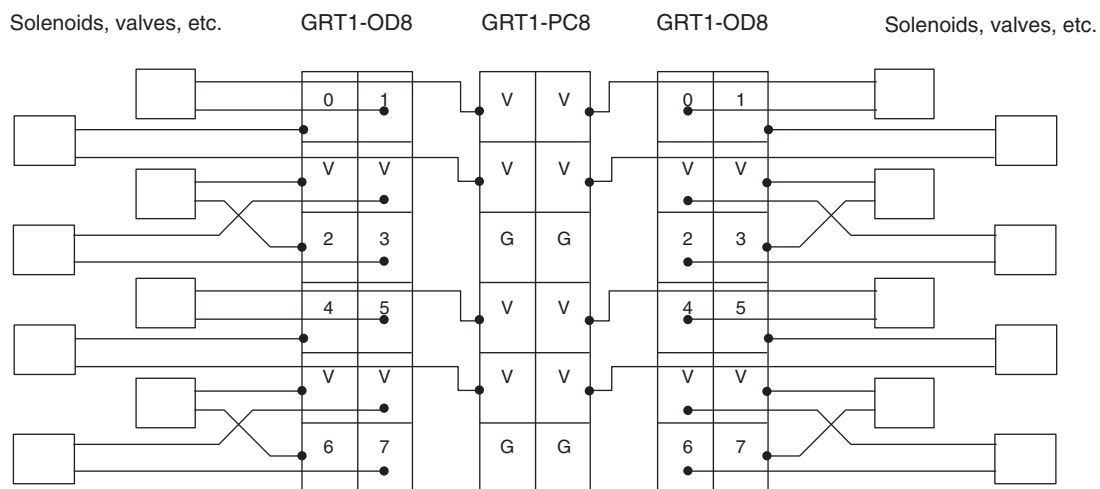 Solenoids, valves, etc. GRT1-OD8 GRT1-PC8 GRT1-OD8 Solenoids, valves, etc.
0 1 V V 0 1
V V V V V V
2 3 G G 2 3
4 5 V V 4 5
V V V V V V
6 7 G G 6 7